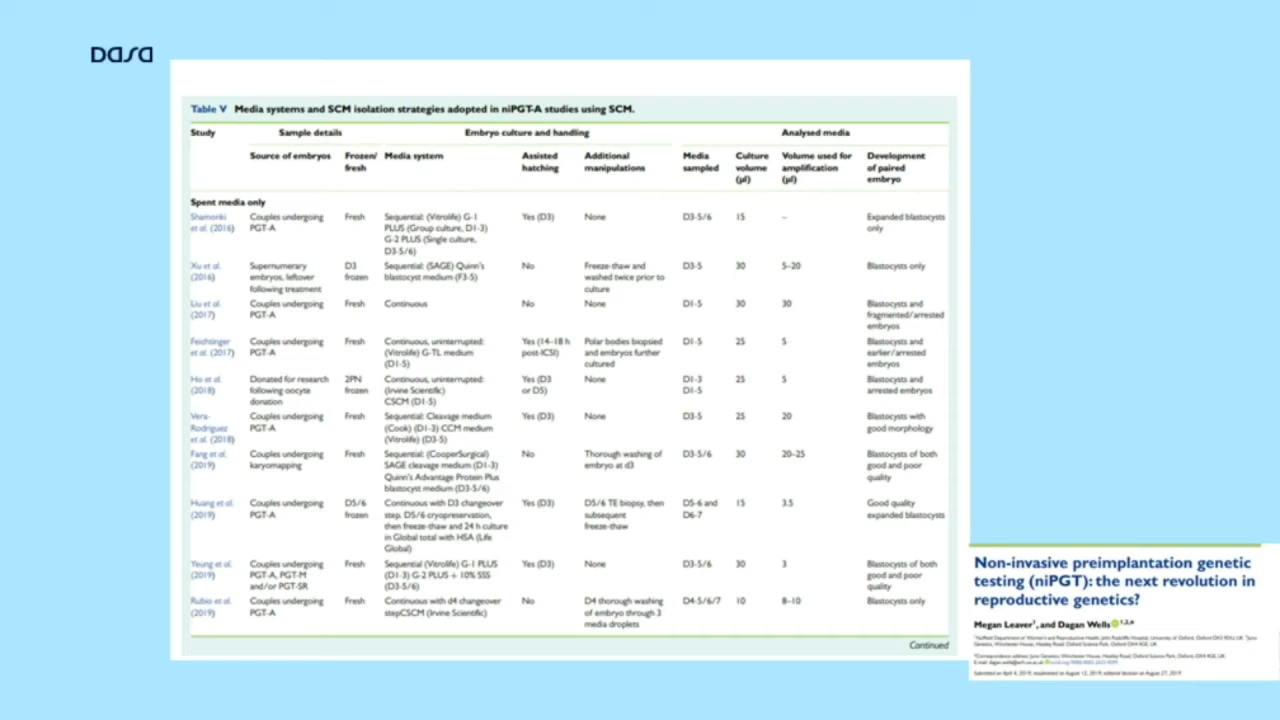 Dasa
Table V Media systems and SCM isolation strategies adopted in niPGT-A studies using SCM.
Study Sample details Embryo culture and handling Analysed media
Source of embryos Frozen/ fresh Media system Assisted hatching Additional manipulations Media sampled Culture volume (µl) Volume used for amplification (µl) Development of paired embryo
Spent media only
Shamonki et al. (2016) Couples undergoing PGT-A Fresh Sequential: (Vitrolife) G-1 PLUS (Group culture, D1-3) G-2 PLUS (Single culture, D3-5/6) Yes (D3) None D3-5/6 15 – Expanded blastocysts only
Xu et al. (2016) Supernumerary embryos, leftover following treatment D3 frozen Sequential: (SAGE) Quinn's blastocyst medium (F3-5) No Freeze-thaw and washed twice prior to culture D3-5 30 5–20 Blastocysts only
Liu et al. (2017) Couples undergoing PGT-A Fresh Continuous No None D1-5 30 30 Blastocysts and fragmented/arrested embryos
Feichtinger et al. (2017) Couples undergoing PGT-A Fresh Continuous, uninterrupted: (Vitrolife) G-TL medium (D1-5) Yes (14–18 h post-ICSI) Polar bodies biopsied and embryos further cultured D1-5 25 5 Blastocysts and earlier/arrested embryos
Ho et al. (2018) Donated for research following oocyte donation 2PN frozen Continuous, uninterrupted: (Irvine Scientific) CSCM (D1-5) Yes (D3 or D5) None D1-3 D1-5 25 5 Blastocysts and arrested embryos
Vera-Rodriguez et al. (2018) Couples undergoing PGT-A Fresh Sequential: Cleavage medium (Cook) (D1-3) CCM medium (Vitrolife) (D3-5) Yes (D3) None D3-5 25 20 Blastocysts with good morphology
Fang et al. (2019) Couples undergoing karyomapping Fresh Sequential: (CooperSurgical) SAGE cleavage medium (D1-3) Quinn's Advantage Protein Plus blastocyst medium (D3-5/6) No Thorough washing of embryo at d3 D3-5/6 30 20–25 Blastocysts of both good and poor quality
Huang et al. (2019) Couples undergoing PGT-A D5/6 frozen Continuous with D3 changeover step. D5/6 cryopreservation, then freeze-thaw and 24 h culture in Global total with HSA (Life Global) Yes (D3) D5/6 TE biopsy, then subsequent freeze-thaw D5-6 and D6-7 15 3.5 Good quality expanded blastocysts
Yeung et al. (2019) Couples undergoing PGT-A, PGT-M and/or PGT-SR Fresh Sequential (Vitrolife) G-1 PLUS (D1-3) G-2 PLUS + 10% SSS (D3-5/6) Yes (D3) None D3-5/6 30 3 Blastocysts of both good and poor quality
Rubio et al. (2019) Couples undergoing PGT-A Fresh Continuous with d4 changeover stepCSCM (Irvine Scientific) No D4 thorough washing of embryo through 3 media droplets D4-5/6/7 10 8–10 Blastocysts only
Continued
Non-invasive preimplantation genetic
testing (niPGT): the next revolution in
reproductive genetics?
Megan Leaver¹, and Dagan Wells
Submitted on April 4, 2019, resubmitted on August 12, 2019, editorial decision on August 27, 2019